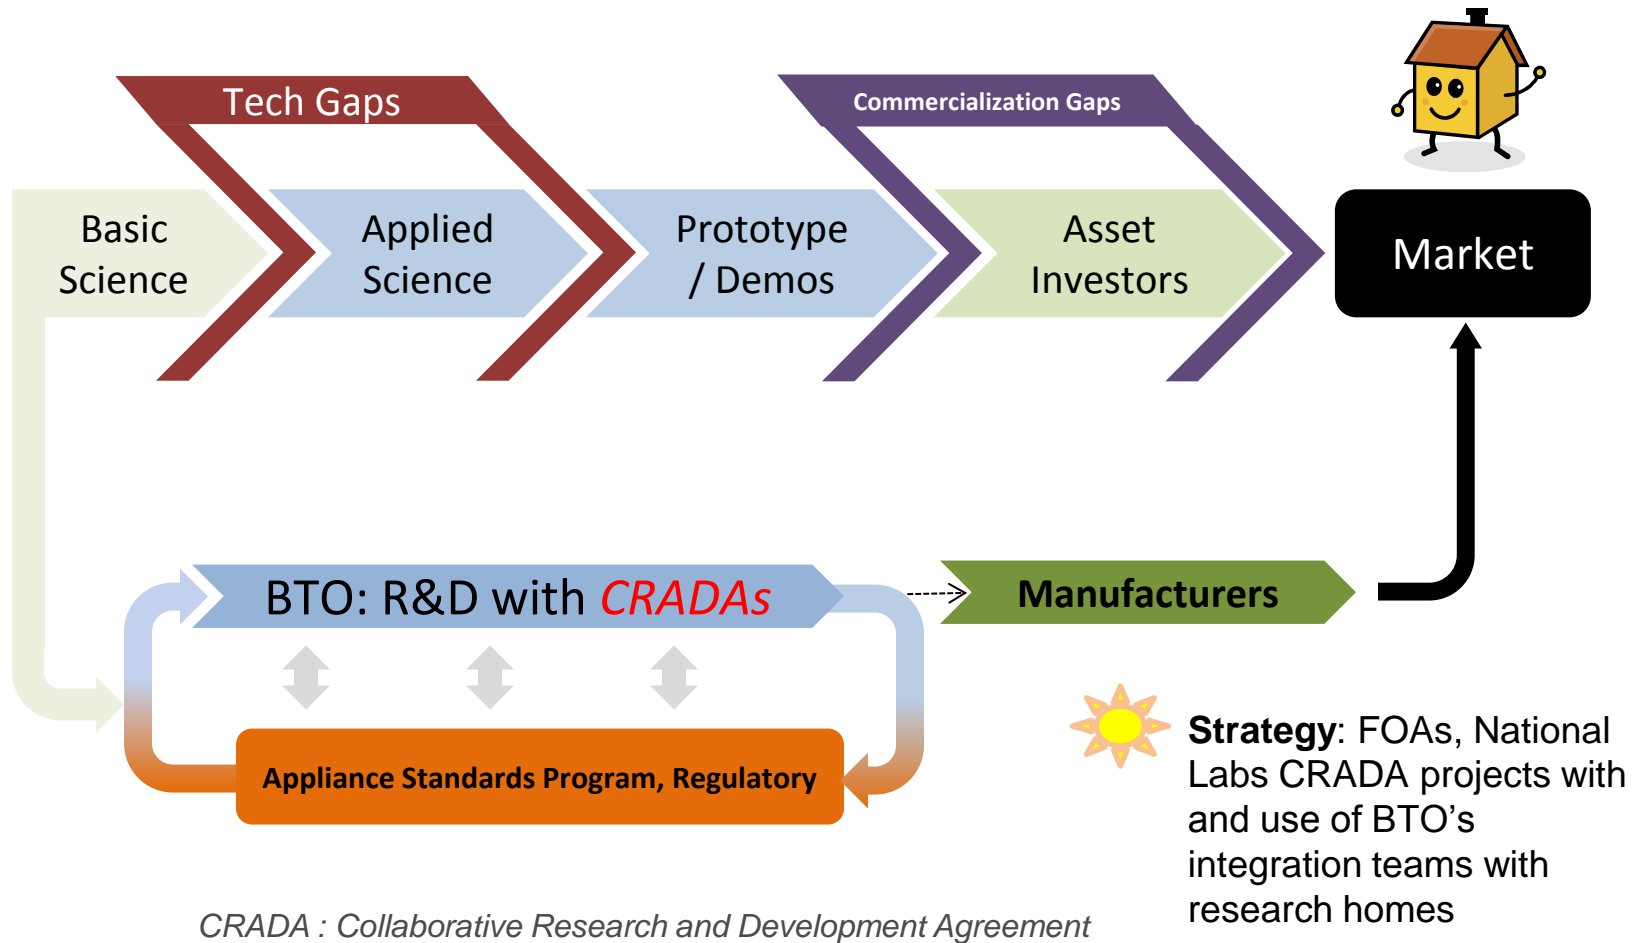 Tech Gaps
Commercialization Gaps
Basic
Science
Applied
Science
Prototype
/ Demos
Asset
Investors
Market
BTO: R&D with CRADAs
Manufacturers
Appliance Standards Program, Regulatory
Strategy: FOAs, National
Labs CRADA projects with
and use of BTO’s
integration teams with
research homes
CRADA : Collaborative Research and Development Agreement